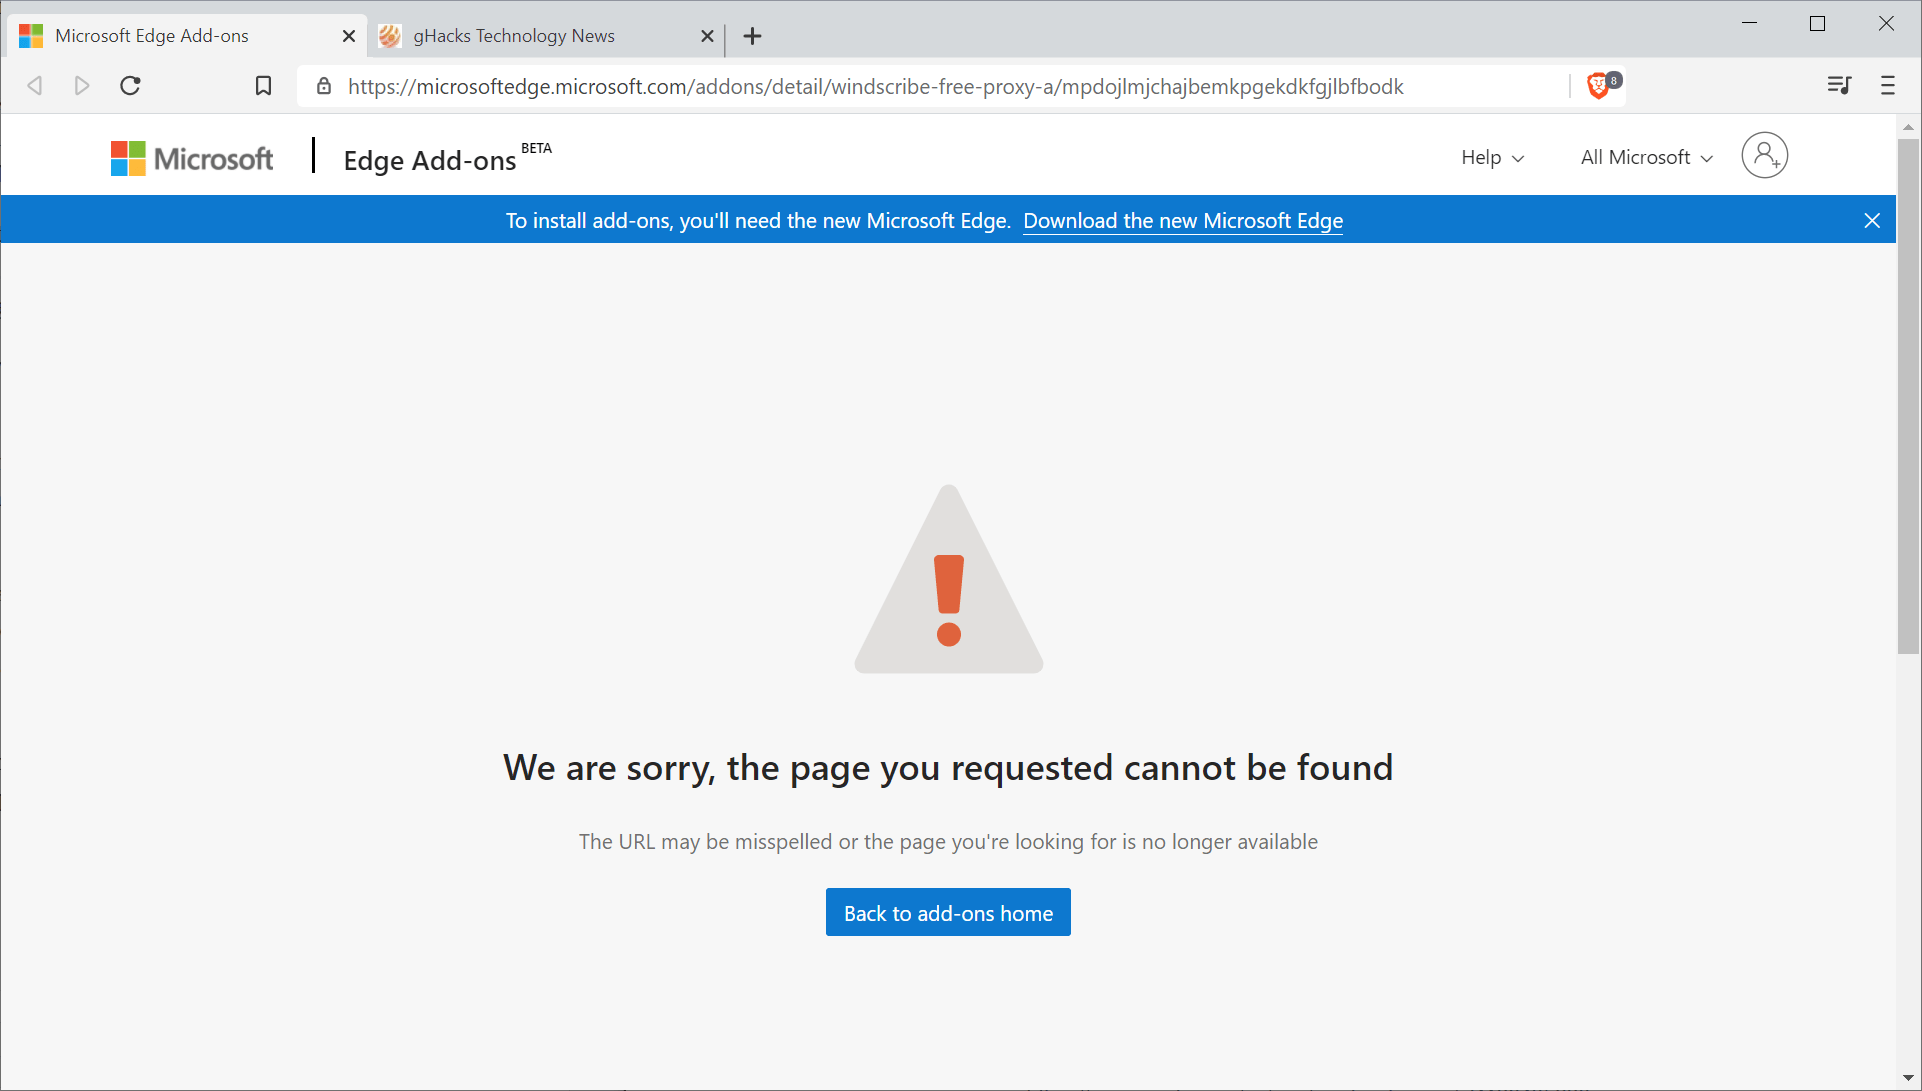 Microsoft Edge Add-ons
gHacks Technology News
https://microsoftedge.microsoft.com/addons/detail/windscribe-free-proxy-a/mpdojlmjchajbemkpgekdkfgjlbfbodk
8
Microsoft
Edge Add-ons BETA
Help
All Microsoft
To install add-ons, you'll need the new Microsoft Edge. Download the new Microsoft Edge
We are sorry, the page you requested cannot be found
The URL may be misspelled or the page you're looking for is no longer available
Back to add-ons home